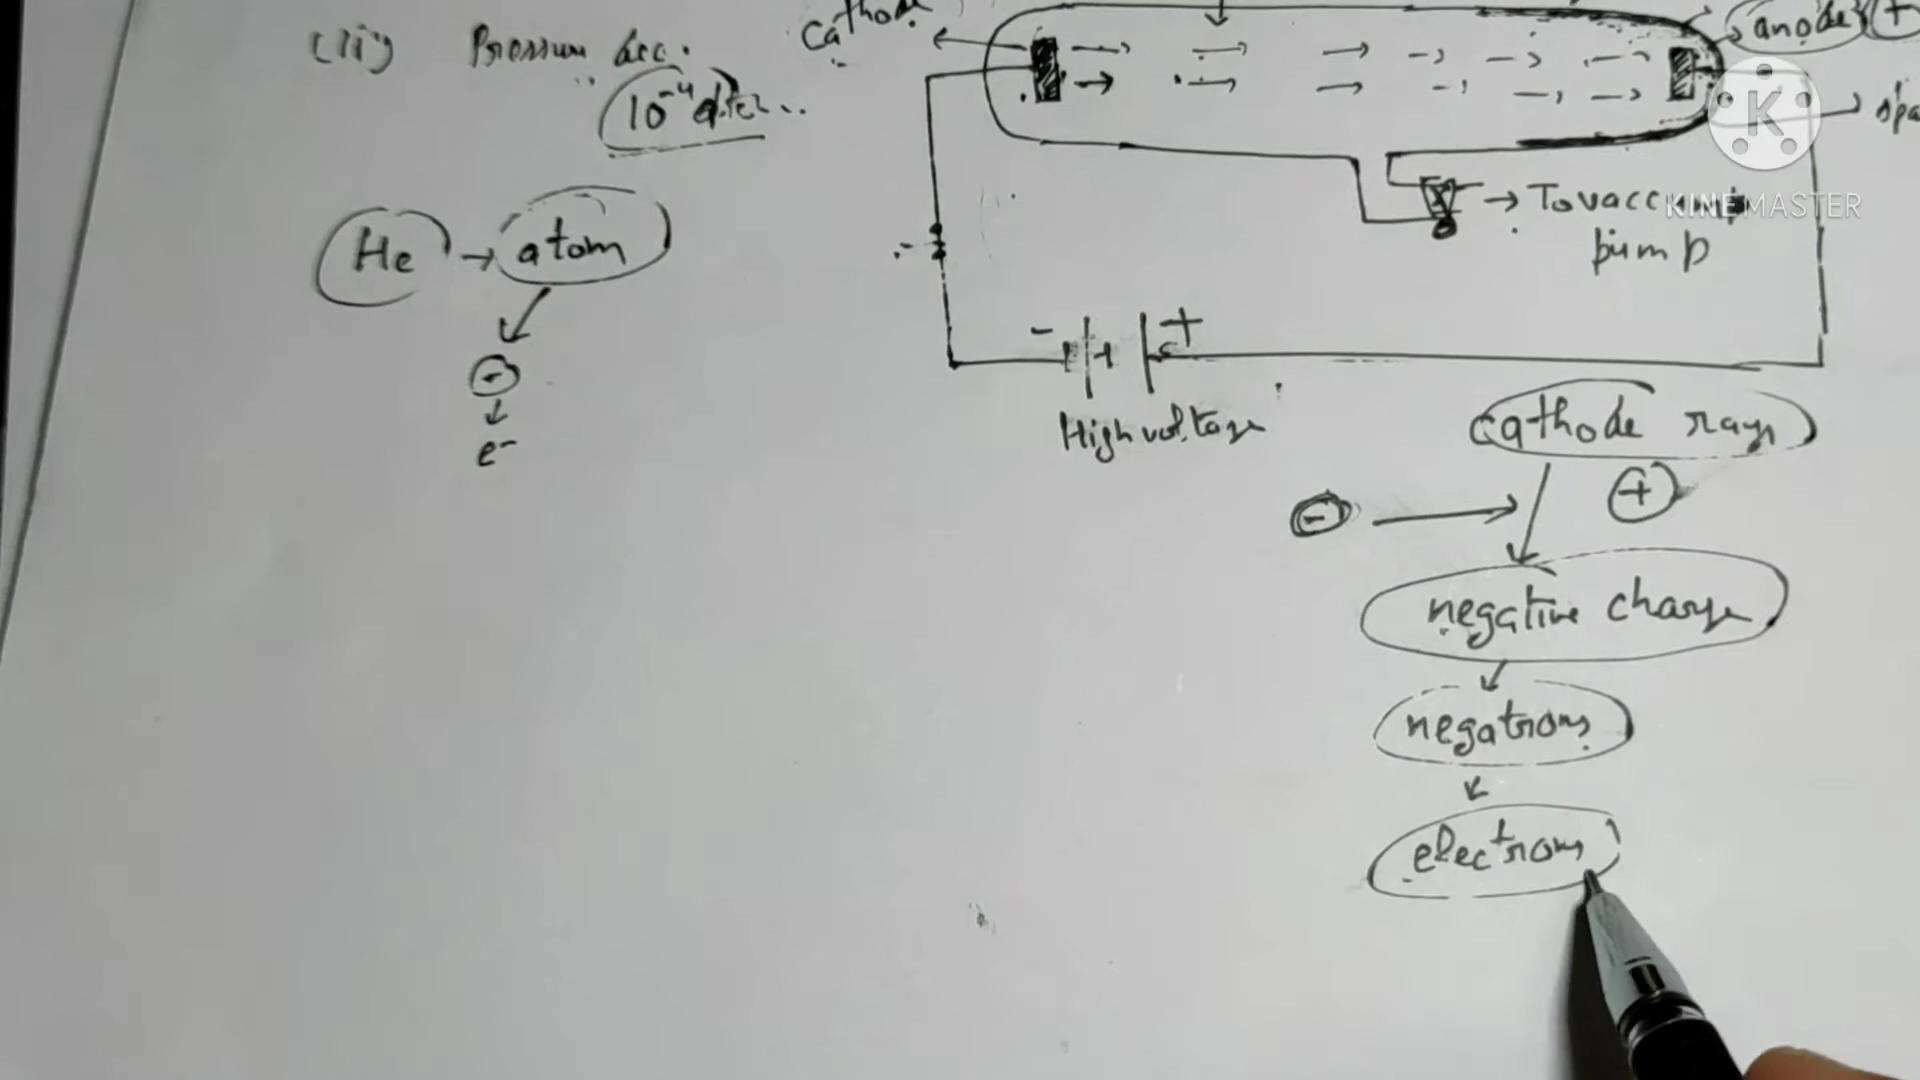 cathode
anode +
(ii) Pressure dec.
10⁻⁴
K
KINEMASTER
→ To vaccum
pump
He → atom
-
e⁻
- +
High voltage
cathode rays
- → +
negative charge
negatrons
electrons